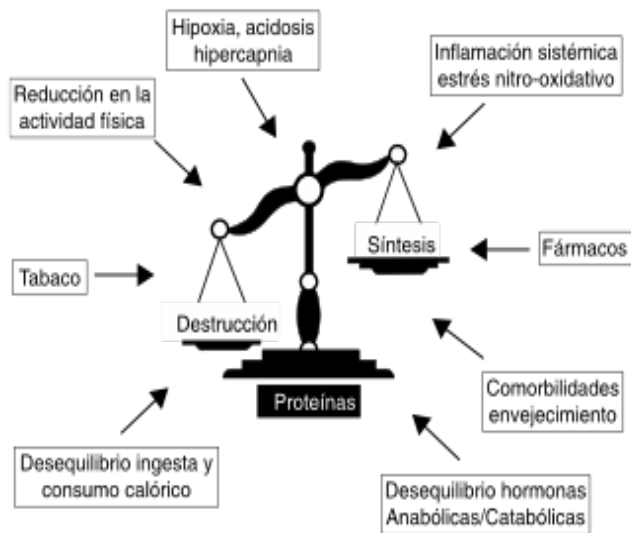 Hipoxia, acidosis
hipercapnia
Inflamación sistémica
estrés nitro-oxidativo
Reducción en la
actividad física
Síntesis
Fármacos
Tabaco
Destrucción
Proteínas
Comorbilidades
envejecimiento
Desequilibrio ingesta y
consumo calórico
Desequilibrio hormonas
Anabólicas/Catabólicas